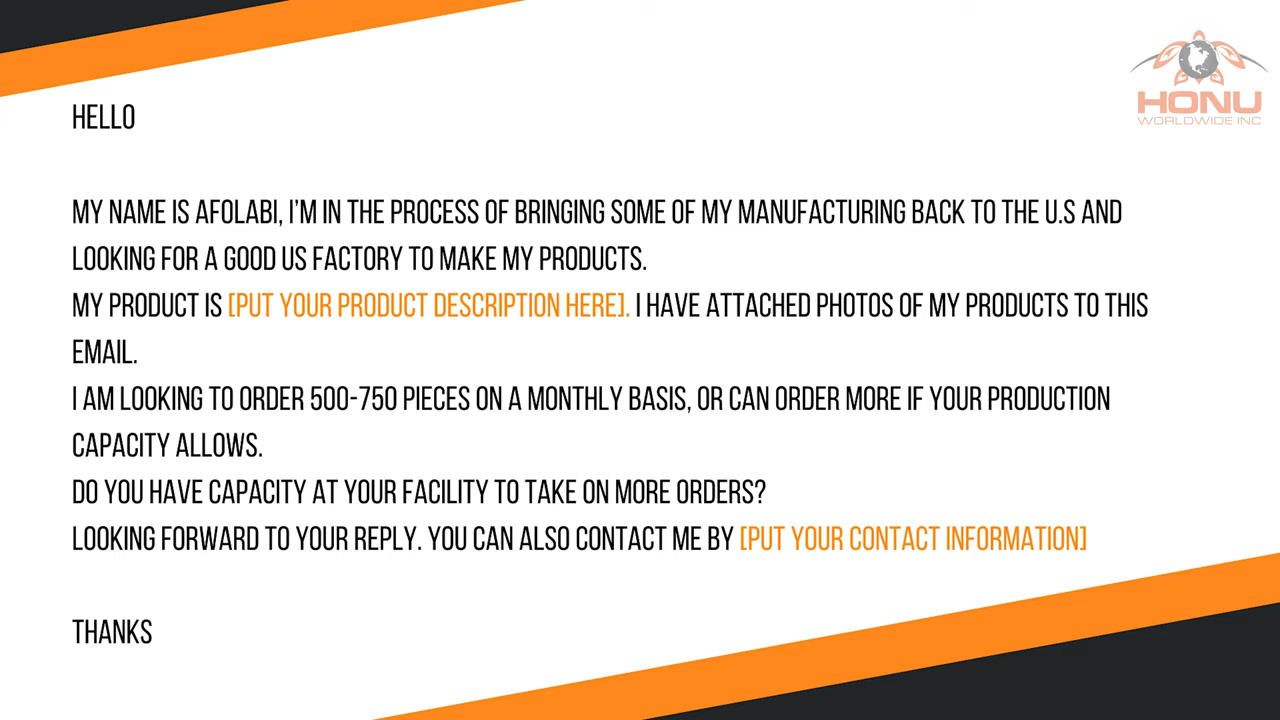 HONU
WORLDWIDE INC
HELLO
MY NAME IS AFOLABI, I'M IN THE PROCESS OF BRINGING SOME OF MY MANUFACTURING BACK TO THE U.S AND
LOOKING FOR A GOOD US FACTORY TO MAKE MY PRODUCTS.
MY PRODUCT IS [PUT YOUR PRODUCT DESCRIPTION HERE]. I HAVE ATTACHED PHOTOS OF MY PRODUCTS TO THIS
EMAIL.
I AM LOOKING TO ORDER 500-750 PIECES ON A MONTHLY BASIS, OR CAN ORDER MORE IF YOUR PRODUCTION
CAPACITY ALLOWS.
DO YOU HAVE CAPACITY AT YOUR FACILITY TO TAKE ON MORE ORDERS?
LOOKING FORWARD TO YOUR REPLY. YOU CAN ALSO CONTACT ME BY [PUT YOUR CONTACT INFORMATION]
THANKS